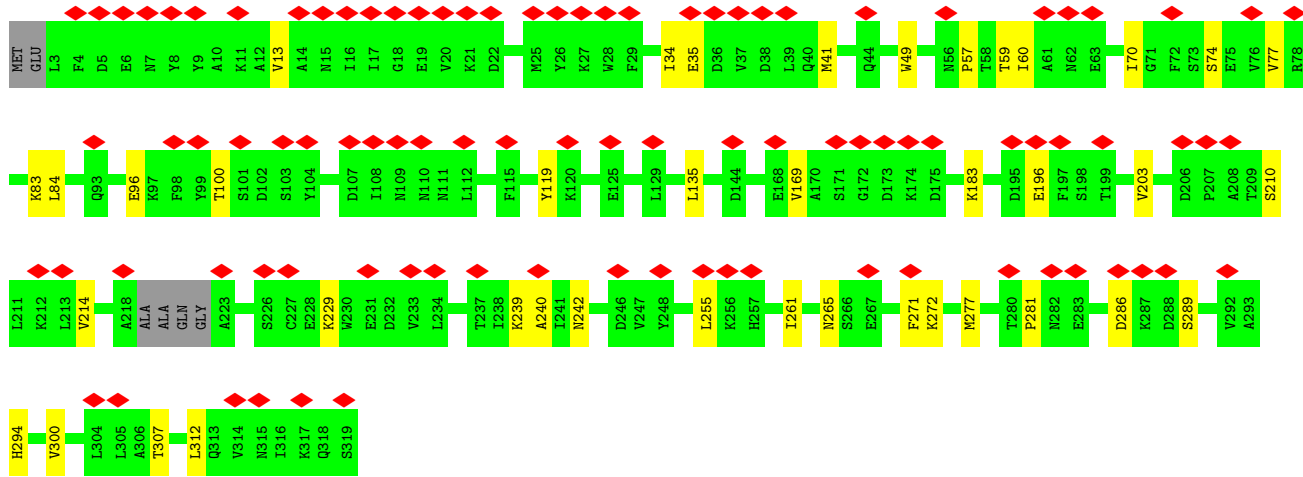 MET GLU L3 F4 D5 E6 N7 Y8 Y9 A10 K11 A12 V13 A14 N15 I16 I17 G18 E19 V20 K21 D22 M25 Y26 K27 W28 F29 I34 E35 D36 V37 D38 L39 Q40 M41 Q44 W49 N56 P57 T58 T59 I60 A61 N62 E63 I70 G71 F72 S73 S74 E75 V76 V77 R78
K83 L84 Q93 E96 K97 F98 Y99 T100 S101 D102 S103 Y104 D107 I108 N109 N110 N111 L112 F115 Y119 K120 E125 L129 L135 D144 E168 V169 A170 S171 G172 D173 K174 D175 K183 D195 E196 F197 S198 T199 V203 D206 P207 A208 T209 S210
L211 K212 L213 V214 A218 ALA ALA GLN GLY A223 S226 C227 E228 K229 W230 E231 D232 V233 L234 T237 I238 K239 A240 I241 N242 D246 V247 Y248 L255 K256 H257 I261 N265 S266 E267 F271 K272 M277 T280 P281 N282 E283 D286 K287 D288 S289 V292 A293
H294 V300 L304 L305 A306 T307 L312 Q313 V314 N315 I316 K317 Q318 S319